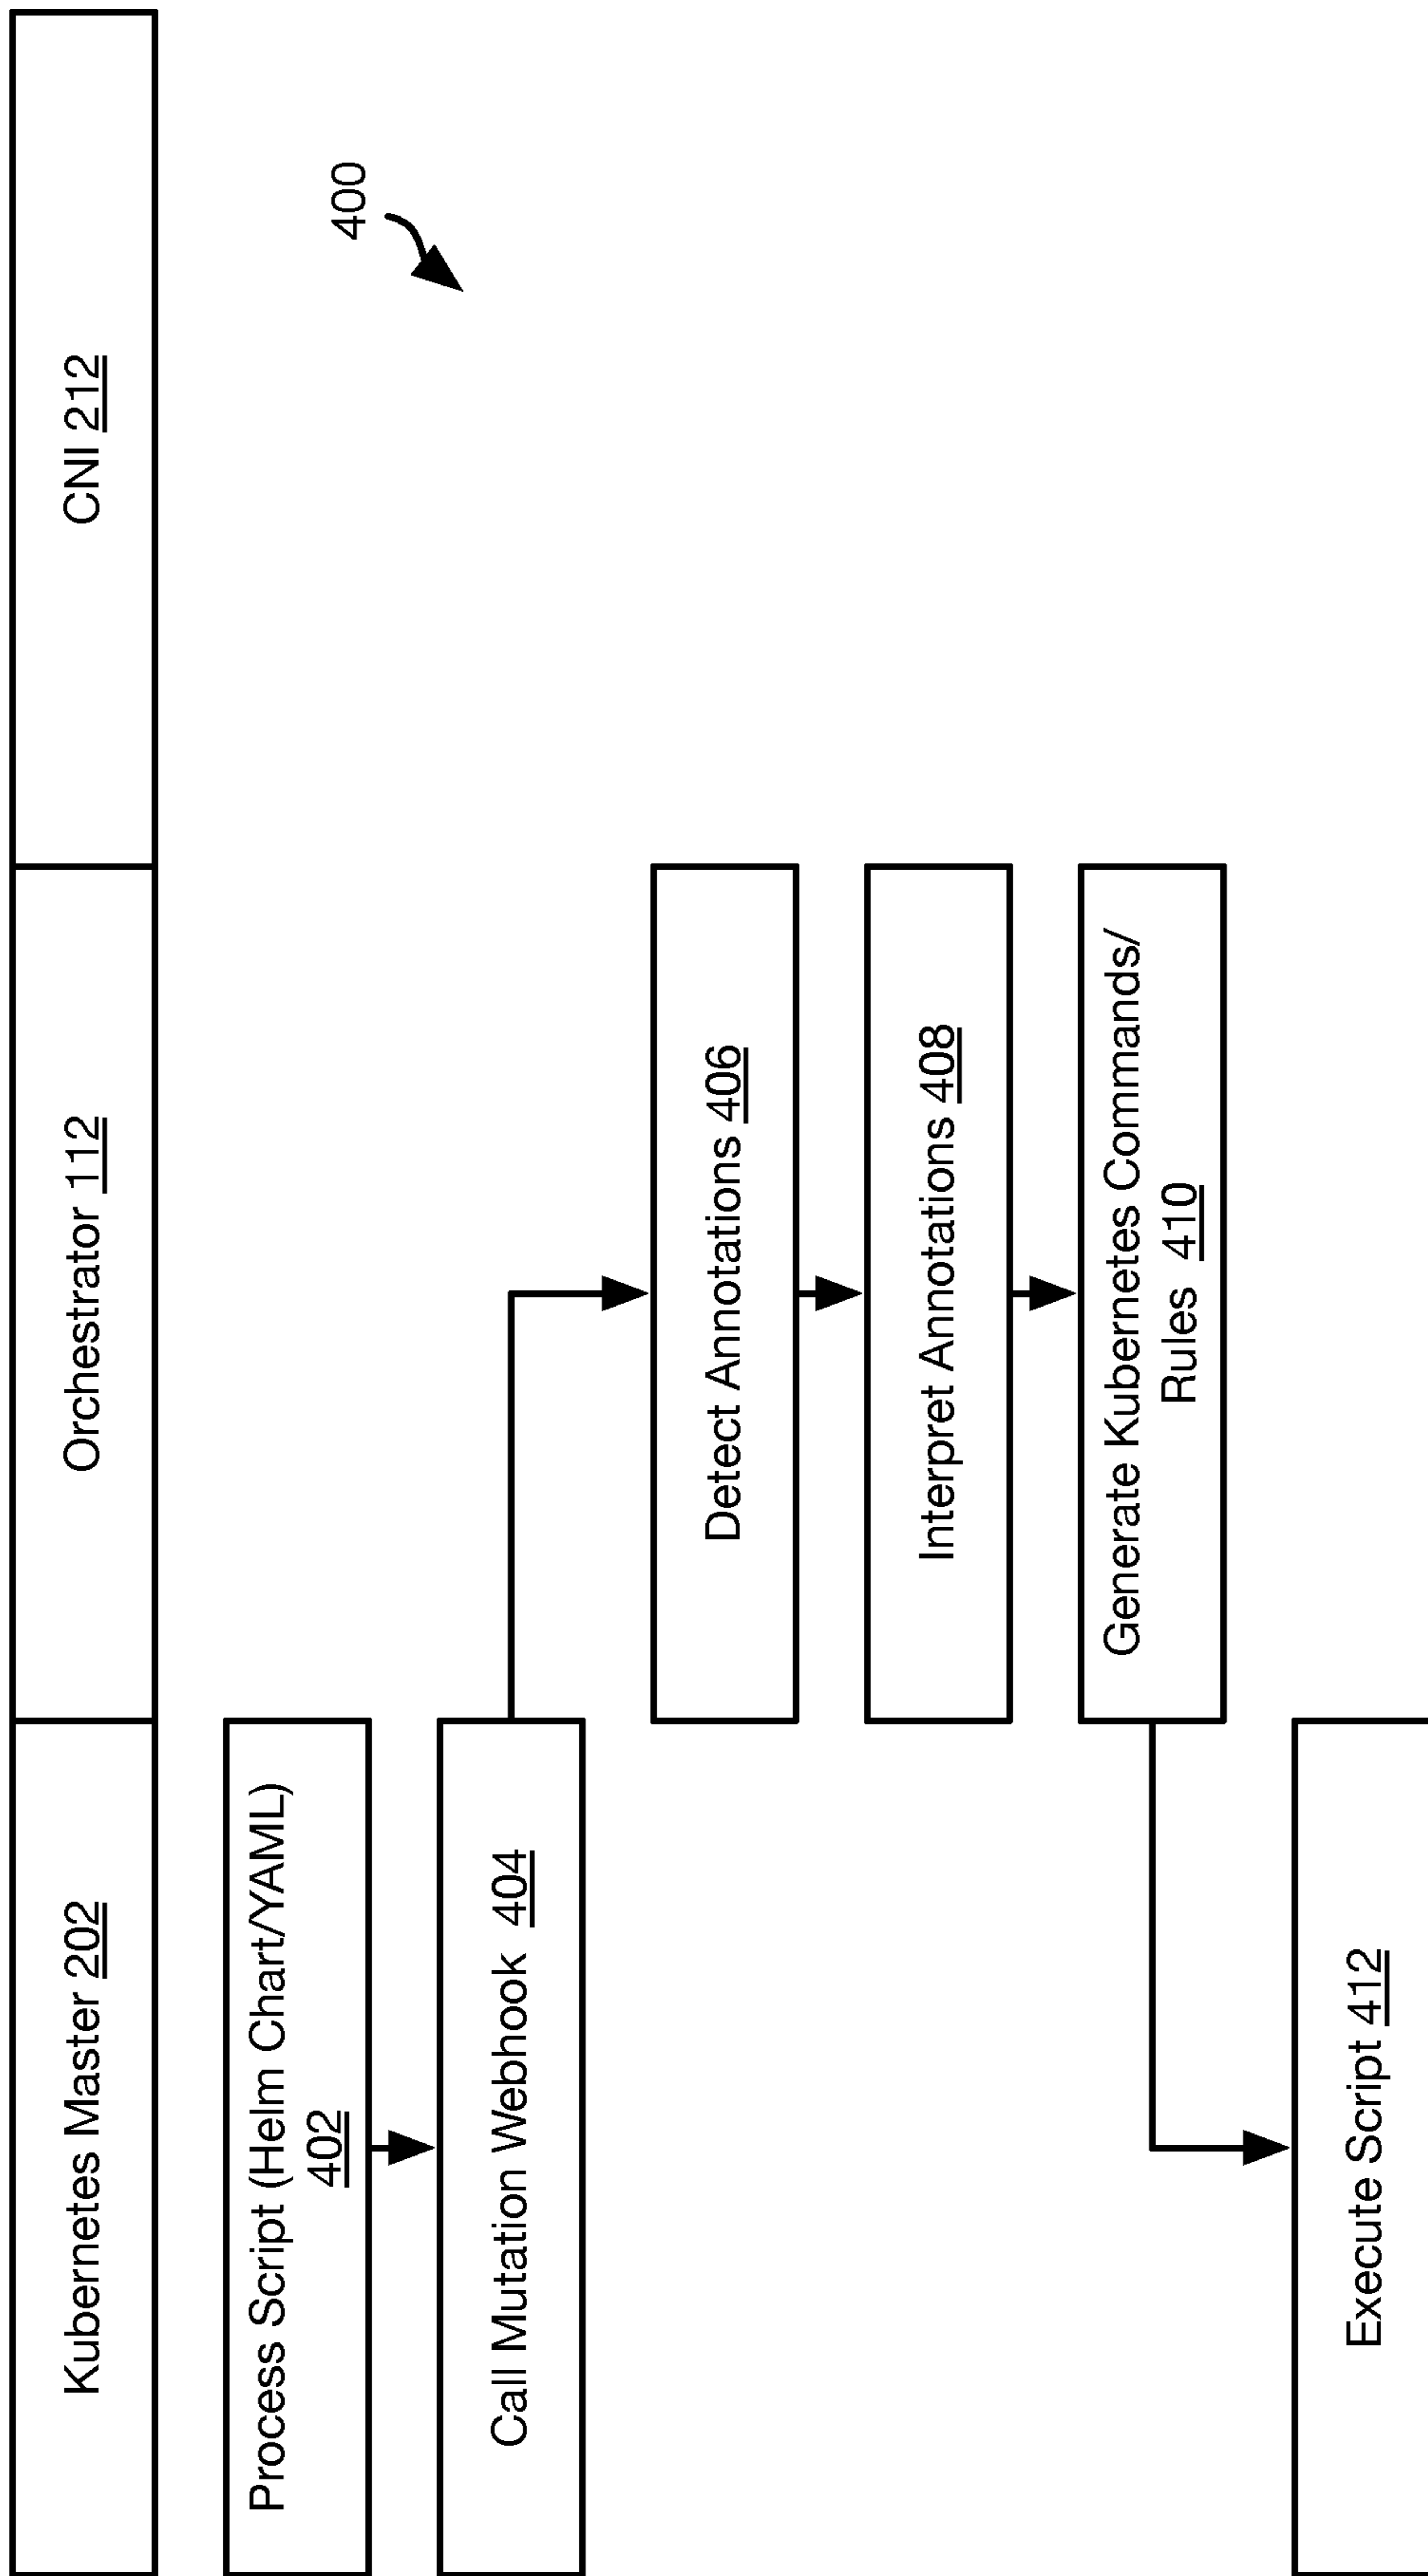 Kubernetes Master 202
Orchestrator 112
CNI 212
400
Process Script (Helm Chart/YAML)
402
Call Mutation Webhook 404
Detect Annotations 406
Interpret Annotations 408
Generate Kubernetes Commands/
Rules 410
Execute Script 412